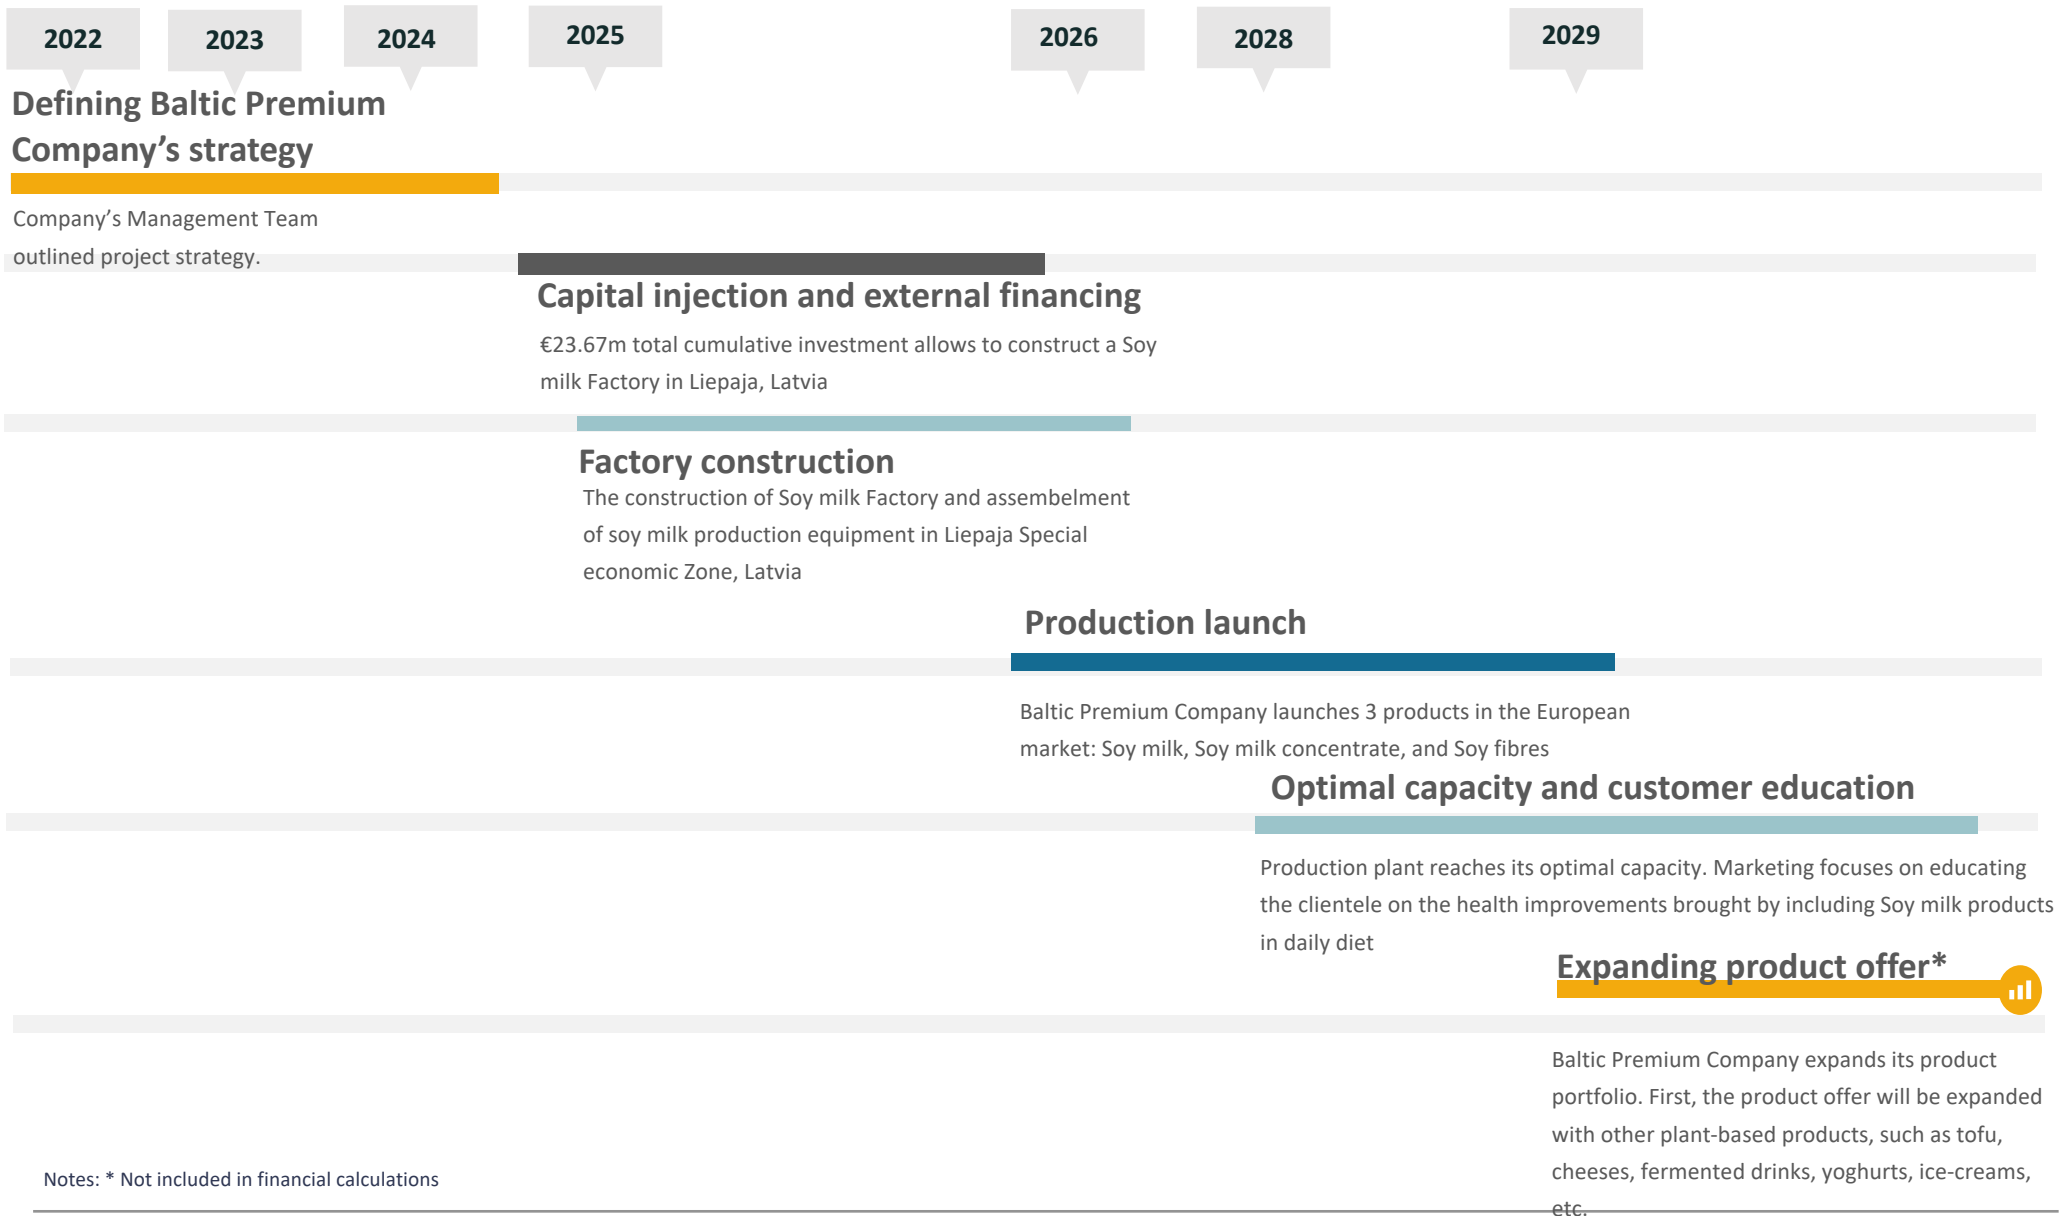 2022
2023
2024
2025
2026
2028
2029
Defining Baltic Premium
Company’s strategy
Company’s Management Team
outlined project strategy.
Capital injection and external financing
€23.67m total cumulative investment allows to construct a Soy
milk Factory in Liepaja, Latvia
Factory construction
The construction of Soy milk Factory and assembelment
of soy milk production equipment in Liepaja Special
economic Zone, Latvia
Production launch
Baltic Premium Company launches 3 products in the European
market: Soy milk, Soy milk concentrate, and Soy fibres
Optimal capacity and customer education
Production plant reaches its optimal capacity. Marketing focuses on educating
the clientele on the health improvements brought by including Soy milk products
in daily diet
Expanding product offer*
Baltic Premium Company expands its product
portfolio. First, the product offer will be expanded
with other plant-based products, such as tofu,
cheeses, fermented drinks, yoghurts, ice-creams,
etc.
Notes: * Not included in financial calculations